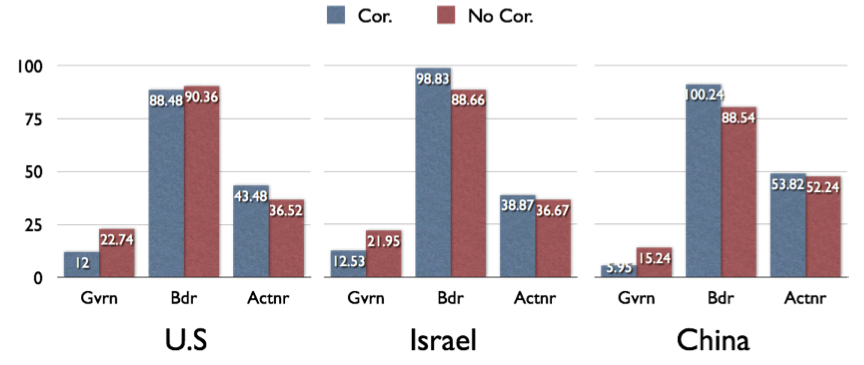 Cor. No Cor.
100
75
50
25
0
12 22.74 88.48 90.36 43.48 36.52
Gvrn Bdr Actnr
U.S
12.53 21.95 98.83 88.66 38.87 36.67
Gvrn Bdr Actnr
Israel
5.95 15.24 100.24 88.54 53.82 52.24
Gvrn Bdr Actnr
China